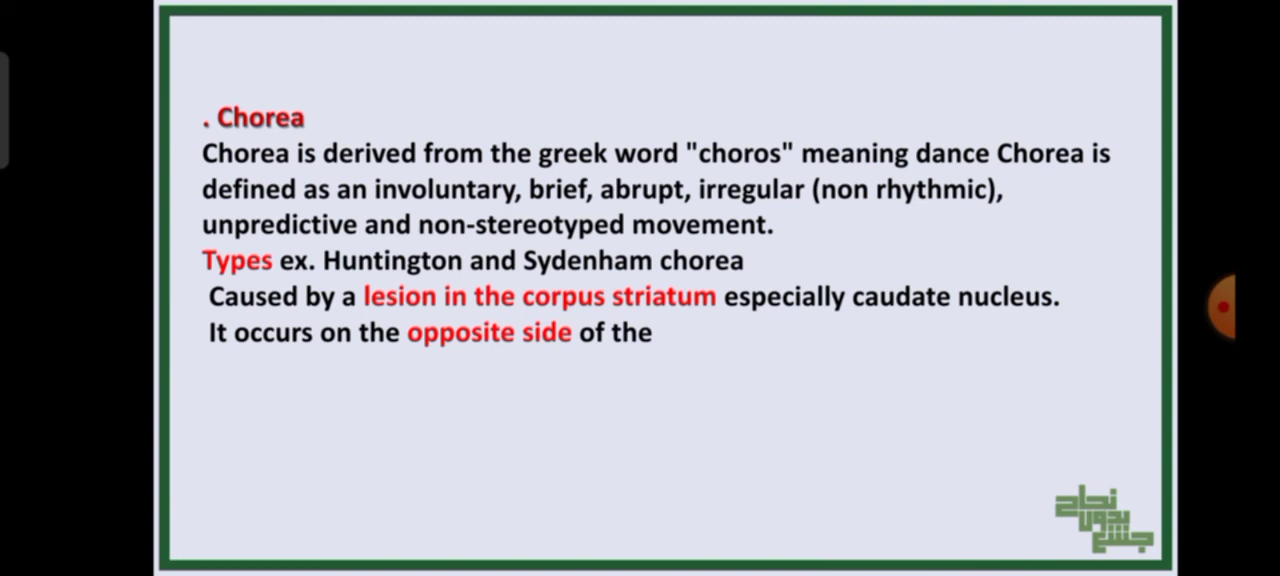 . Chorea
Chorea is derived from the greek word "choros" meaning dance Chorea is
defined as an involuntary, brief, abrupt, irregular (non rhythmic),
unpredictive and non-stereotyped movement.
Types ex. Huntington and Sydenham chorea
Caused by a lesion in the corpus striatum especially caudate nucleus.
It occurs on the opposite side of the
نجاح
بدون